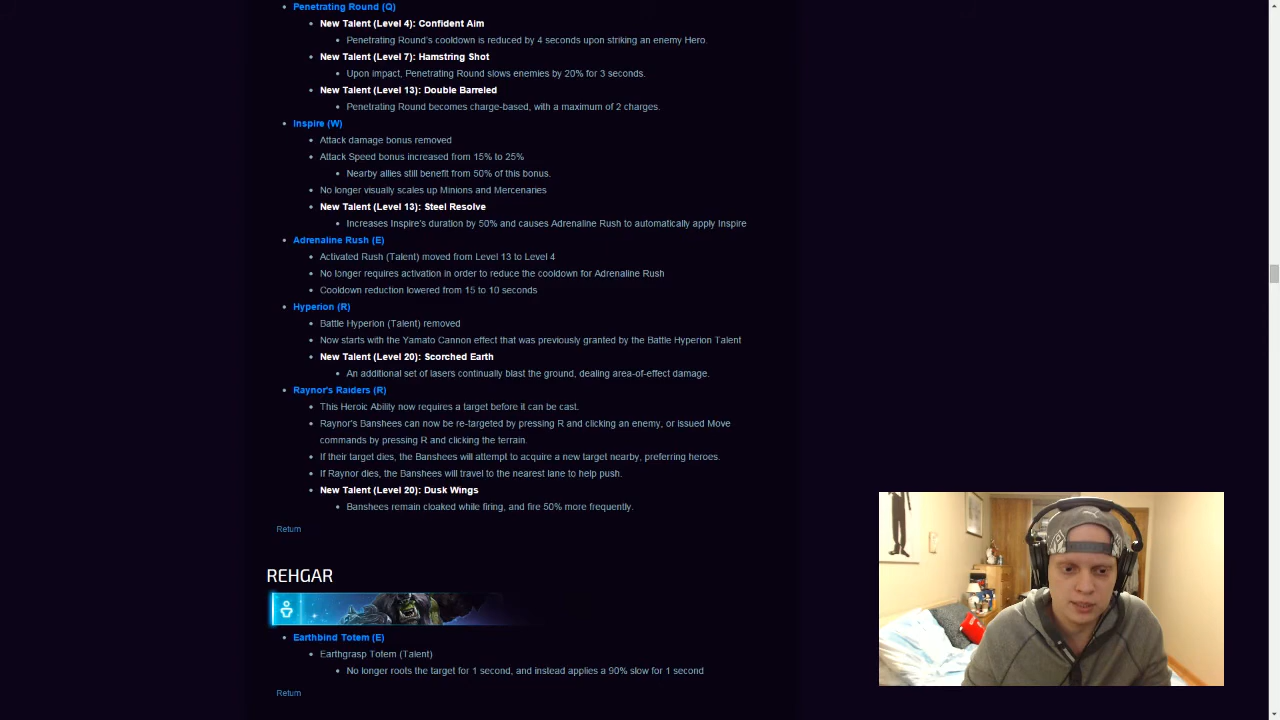 Penetrating Round (Q)
New Talent (Level 4): Confident Aim
Penetrating Round's cooldown is reduced by 4 seconds upon striking an enemy Hero.
New Talent (Level 7): Hamstring Shot
Upon impact, Penetrating Round slows enemies by 20% for 3 seconds.
New Talent (Level 13): Double Barreled
Penetrating Round becomes charge-based, with a maximum of 2 charges.
Inspire (W)
Attack damage bonus removed
Attack Speed bonus increased from 15% to 25%
Nearby allies still benefit from 50% of this bonus.
No longer visually scales up Minions and Mercenaries
New Talent (Level 13): Steel Resolve
Increases Inspire's duration by 50% and causes Adrenaline Rush to automatically apply Inspire
Adrenaline Rush (E)
Activated Rush (Talent) moved from Level 13 to Level 4
No longer requires activation in order to reduce the cooldown for Adrenaline Rush
Cooldown reduction lowered from 15 to 10 seconds
Hyperion (R)
Battle Hyperion (Talent) removed
Now starts with the Yamato Cannon effect that was previously granted by the Battle Hyperion Talent
New Talent (Level 20): Scorched Earth
An additional set of lasers continually blast the ground, dealing area-of-effect damage.
Raynor's Raiders (R)
This Heroic Ability now requires a target before it can be cast.
Raynor's Banshees can now be re-targeted by pressing R and clicking an enemy, or issued Move
commands by pressing R and clicking the terrain.
If their target dies, the Banshees will attempt to acquire a new target nearby, preferring heroes.
If Raynor dies, the Banshees will travel to the nearest lane to help push.
New Talent (Level 20): Dusk Wings
Banshees remain cloaked while firing, and fire 50% more frequently.
Return
REHGAR
Earthbind Totem (E)
Earthgrasp Totem (Talent)
No longer roots the target for 1 second, and instead applies a 90% slow for 1 second
Return